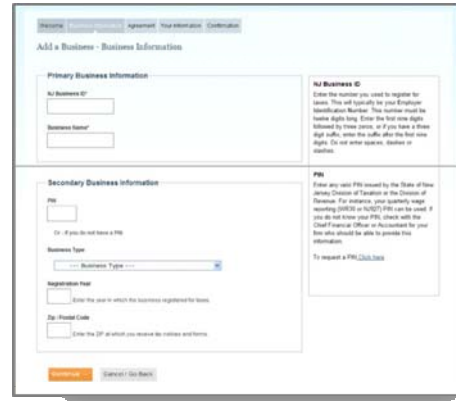 Welcome Business Information Agreement Your Information Confirmation
Add a Business - Business Information
Primary Business Information
NJ Business ID*
Business Name*
NJ Business ID
Enter the number you used to register for
taxes. This will typically be your Employer
Identification Number. This number must be
twelve digits long. Enter the first nine digits
followed by three zeros, or if you have a three
digit suffix, enter the suffix after the first nine
digits. Do not enter spaces, dashes or
slashes.
Secondary Business Information
PIN
Or - If you do not have a PIN
Business Type
--- Business Type ---
Registration Year
Enter the year in which the business registered for taxes.
Zip / Postal Code
Enter the ZIP at which you receive tax notices and forms.
PIN
Enter any valid PIN issued by the State of New
Jersey Division of Taxation or the Division of
Revenue. For instance, your quarterly wage
reporting (WR30 or NJ927) PIN can be used. If
you do not know your PIN, check with the
Chief Financial Officer or Accountant for your
firm who should be able to provide this
information.
To request a PIN, Click here
Continue
Cancel / Go Back